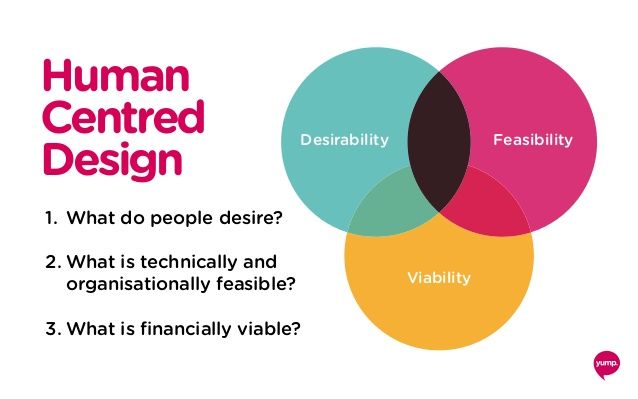 Human
Centred
Design
1. What do people desire?
2. What is technically and
organisationally feasible?
3. What is financially viable?
Desirability
Feasibility
Viability
yump.